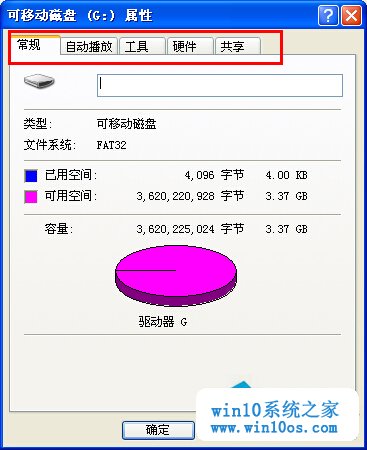 可移动磁盘 (G:) 属性
常规 自动播放 工具 硬件 共享
类型: 可移动磁盘
文件系统: FAT32
已用空间: 4,096 字节 4.00 KB
可用空间: 3,620,220,928 字节 3.37 GB
容量: 3,620,225,024 字节 3.37 GB
驱动器 G
确定
win10系统之家
www.win10os.com